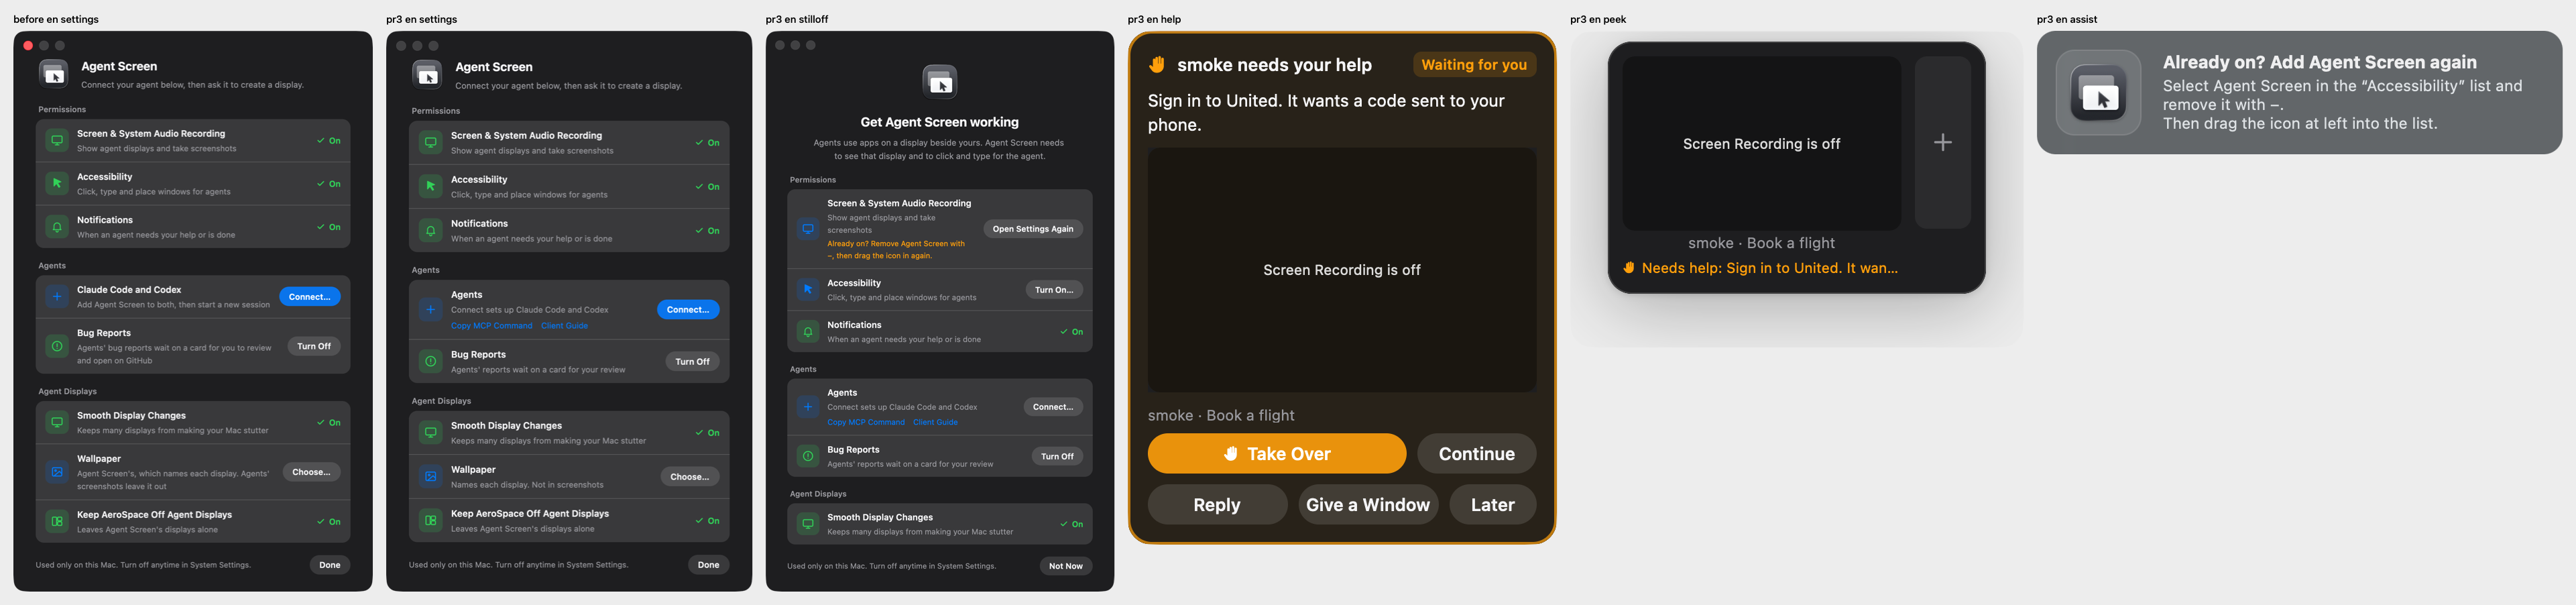 before en settings
Agent Screen
Connect your agent below, then ask it to create a display.
Permissions
Screen & System Audio Recording
Show agent displays and take screenshots
On
Accessibility
Click, type and place windows for agents
On
Notifications
When an agent needs your help or is done
On
Agents
Claude Code and Codex
Add Agent Screen to both, then start a new session
Connect...
Bug Reports
Agents' bug reports wait on a card for you to review
and open on GitHub
Turn Off
Agent Displays
Smooth Display Changes
Keeps many displays from making your Mac stutter
On
Wallpaper
Agent Screen's, which names each display. Agents'
screenshots leave it out
Choose...
Keep AeroSpace Off Agent Displays
Leaves Agent Screen's displays alone
On
Used only on this Mac. Turn off anytime in System Settings.
Done
pr3 en settings
Agent Screen
Connect your agent below, then ask it to create a display.
Permissions
Screen & System Audio Recording
Show agent displays and take screenshots
On
Accessibility
Click, type and place windows for agents
On
Notifications
When an agent needs your help or is done
On
Agents
Agents
Connect sets up Claude Code and Codex
Copy MCP Command Client Guide
Connect...
Bug Reports
Agents' reports wait on a card for your review
Turn Off
Agent Displays
Smooth Display Changes
Keeps many displays from making your Mac stutter
On
Wallpaper
Names each display. Not in screenshots
Choose...
Keep AeroSpace Off Agent Displays
Leaves Agent Screen's displays alone
On
Used only on this Mac. Turn off anytime in System Settings.
Done
pr3 en stilloff
Get Agent Screen working
Agents use apps on a display beside yours. Agent Screen needs
to see that display and to click and type for the agent.
Permissions
Screen & System Audio Recording
Show agent displays and take
screenshots
Already on? Remove Agent Screen with
−, then drag the icon in again.
Open Settings Again
Accessibility
Click, type and place windows for agents
Turn On...
Notifications
When an agent needs your help or is done
On
Agents
Agents
Connect sets up Claude Code and Codex
Copy MCP Command Client Guide
Connect...
Bug Reports
Agents' reports wait on a card for your review
Turn Off
Agent Displays
Smooth Display Changes
Keeps many displays from making your Mac stutter
On
Used only on this Mac. Turn off anytime in System Settings.
Not Now
pr3 en help
smoke needs your help
Waiting for you
Sign in to United. It wants a code sent to your
phone.
Screen Recording is off
smoke · Book a flight
Take Over
Continue
Reply
Give a Window
Later
pr3 en peek
Screen Recording is off
+
smoke · Book a flight
Needs help: Sign in to United. It wan...
pr3 en assist
Already on? Add Agent Screen again
Select Agent Screen in the “Accessibility” list and
remove it with −.
Then drag the icon at left into the list.